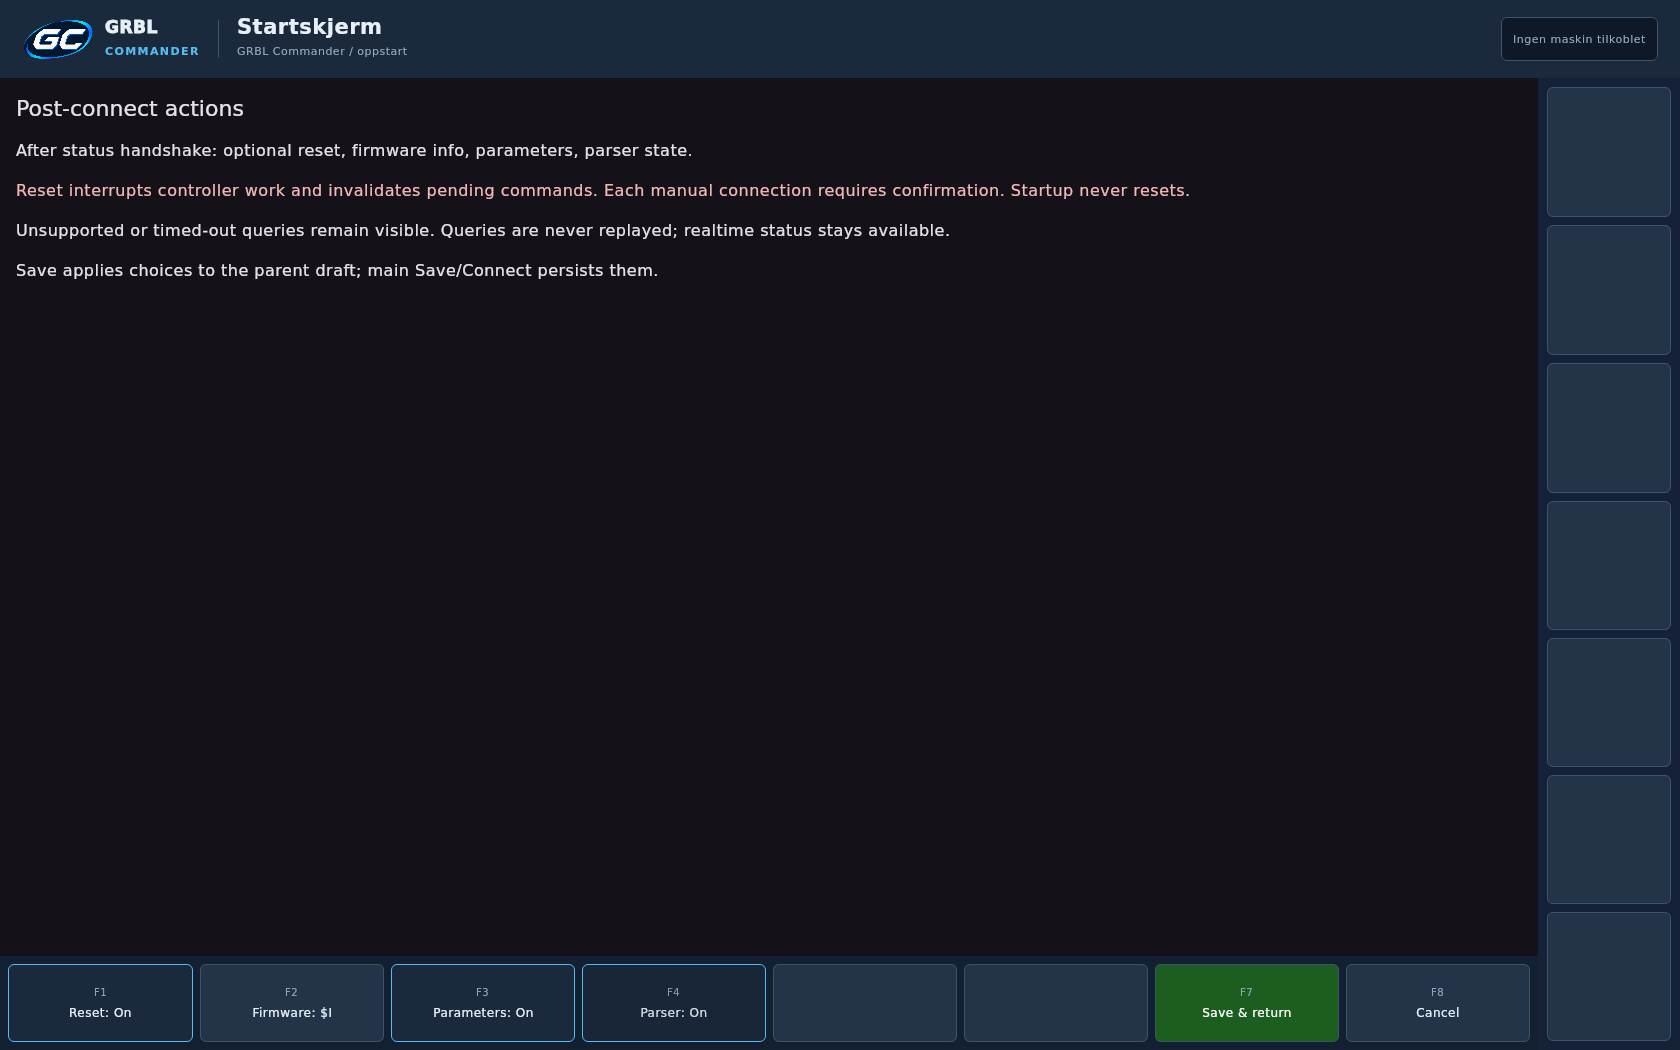 GC
GRBL
COMMANDER
Startskjerm
GRBL Commander / oppstart
Ingen maskin tilkoblet
Post-connect actions
After status handshake: optional reset, firmware info, parameters, parser state.
Reset interrupts controller work and invalidates pending commands. Each manual connection requires confirmation. Startup never resets.
Unsupported or timed-out queries remain visible. Queries are never replayed; realtime status stays available.
Save applies choices to the parent draft; main Save/Connect persists them.
F1
Reset: On
F2
Firmware: $I
F3
Parameters: On
F4
Parser: On
F7
Save & return
F8
Cancel